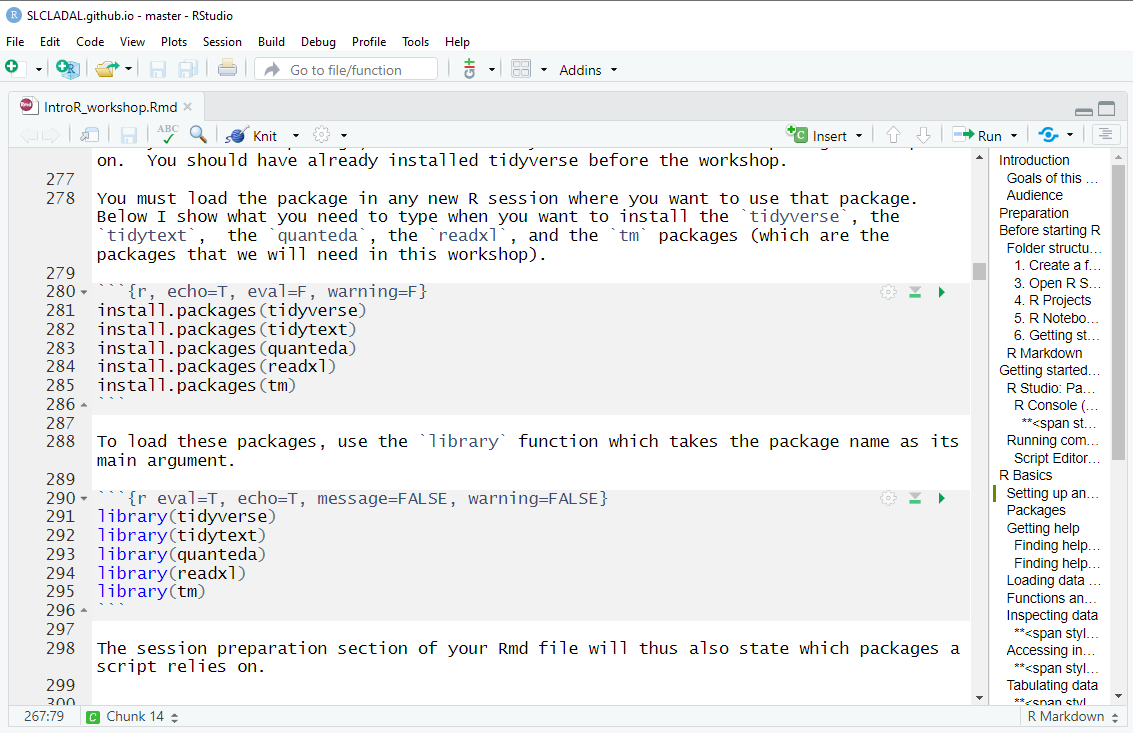 SLCLADAL.github.io - master - RStudio
File Edit Code View Plots Session Build Debug Profile Tools Help
Go to file/function Addins
IntroR_workshop.Rmd
ABC Knit Insert Run
on.  You should have already installed tidyverse before the workshop.
277
278 You must load the package in any new R session where you want to use that package.
Below I show what you need to type when you want to install the `tidyverse`, the
`tidytext`,  the `quanteda`, the `readxl`, and the `tm` packages (which are the
packages that we will need in this workshop).
279
280 ```{r, echo=T, eval=F, warning=F}
281 install.packages(tidyverse)
282 install.packages(tidytext)
283 install.packages(quanteda)
284 install.packages(readxl)
285 install.packages(tm)
286 ```
287
288 To load these packages, use the `library` function which takes the package name as its
main argument.
289
290 ```{r eval=T, echo=T, message=FALSE, warning=FALSE}
291 library(tidyverse)
292 library(tidytext)
293 library(quanteda)
294 library(readxl)
295 library(tm)
296 ```
297
298 The session preparation section of your Rmd file will thus also state which packages a
script relies on.
299
300
Introduction
Goals of this ...
Audience
Preparation
Before starting R
Folder structu...
1. Create a f...
3. Open R S...
4. R Projects
5. R Notebo...
6. Getting st...
R Markdown
Getting started...
R Studio: Pa...
R Console (...
**<span st...
Running com...
Script Editor...
R Basics
Setting up an...
Packages
Getting help
Finding help...
Finding help...
Loading data ...
Functions an...
Inspecting data
**<span styl...
Accessing in...
**<span styl...
Tabulating data
**<span styl...
267:79 C Chunk 14 R Markdown